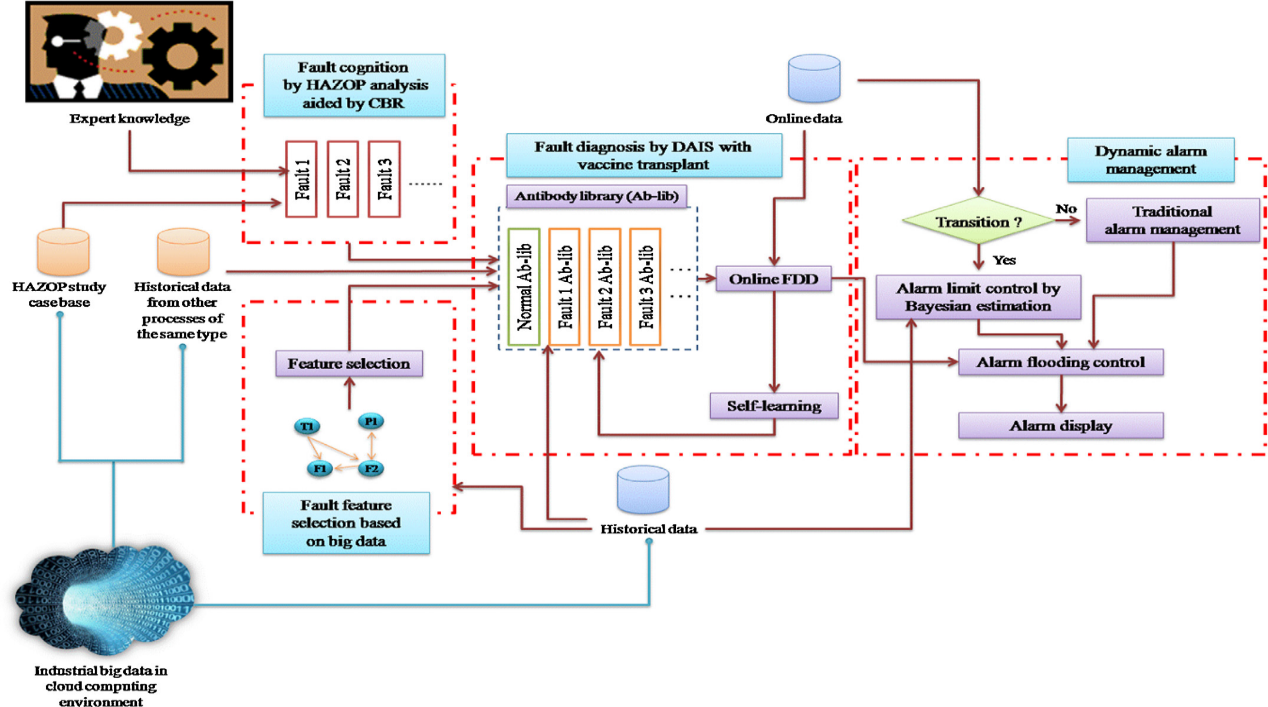 Fault cognition
by HAZOP analysis
aided by CBR
Expert knowledge
Online data
Fault 1
Fault 2
Fault 3
Fault diagnosis by DAIS with
vaccine transplant
Dynamic alarm
management
Antibody library (Ab-lib)
Normal Ab-lib
Fault 1 Ab-lib
Fault 2 Ab-lib
Fault 3 Ab-lib
Online FDD
Self-learning
Transition ?
No
Yes
Traditional
alarm management
Alarm limit control by
Bayesian estimation
Alarm flooding control
Alarm display
HAZOP study
case base
Historical data
from other
processes of
the same type
Feature selection
T1
P1
F1
F2
Fault feature
selection based
on big data
Historical data
Industrial big data in
cloud computing
environment